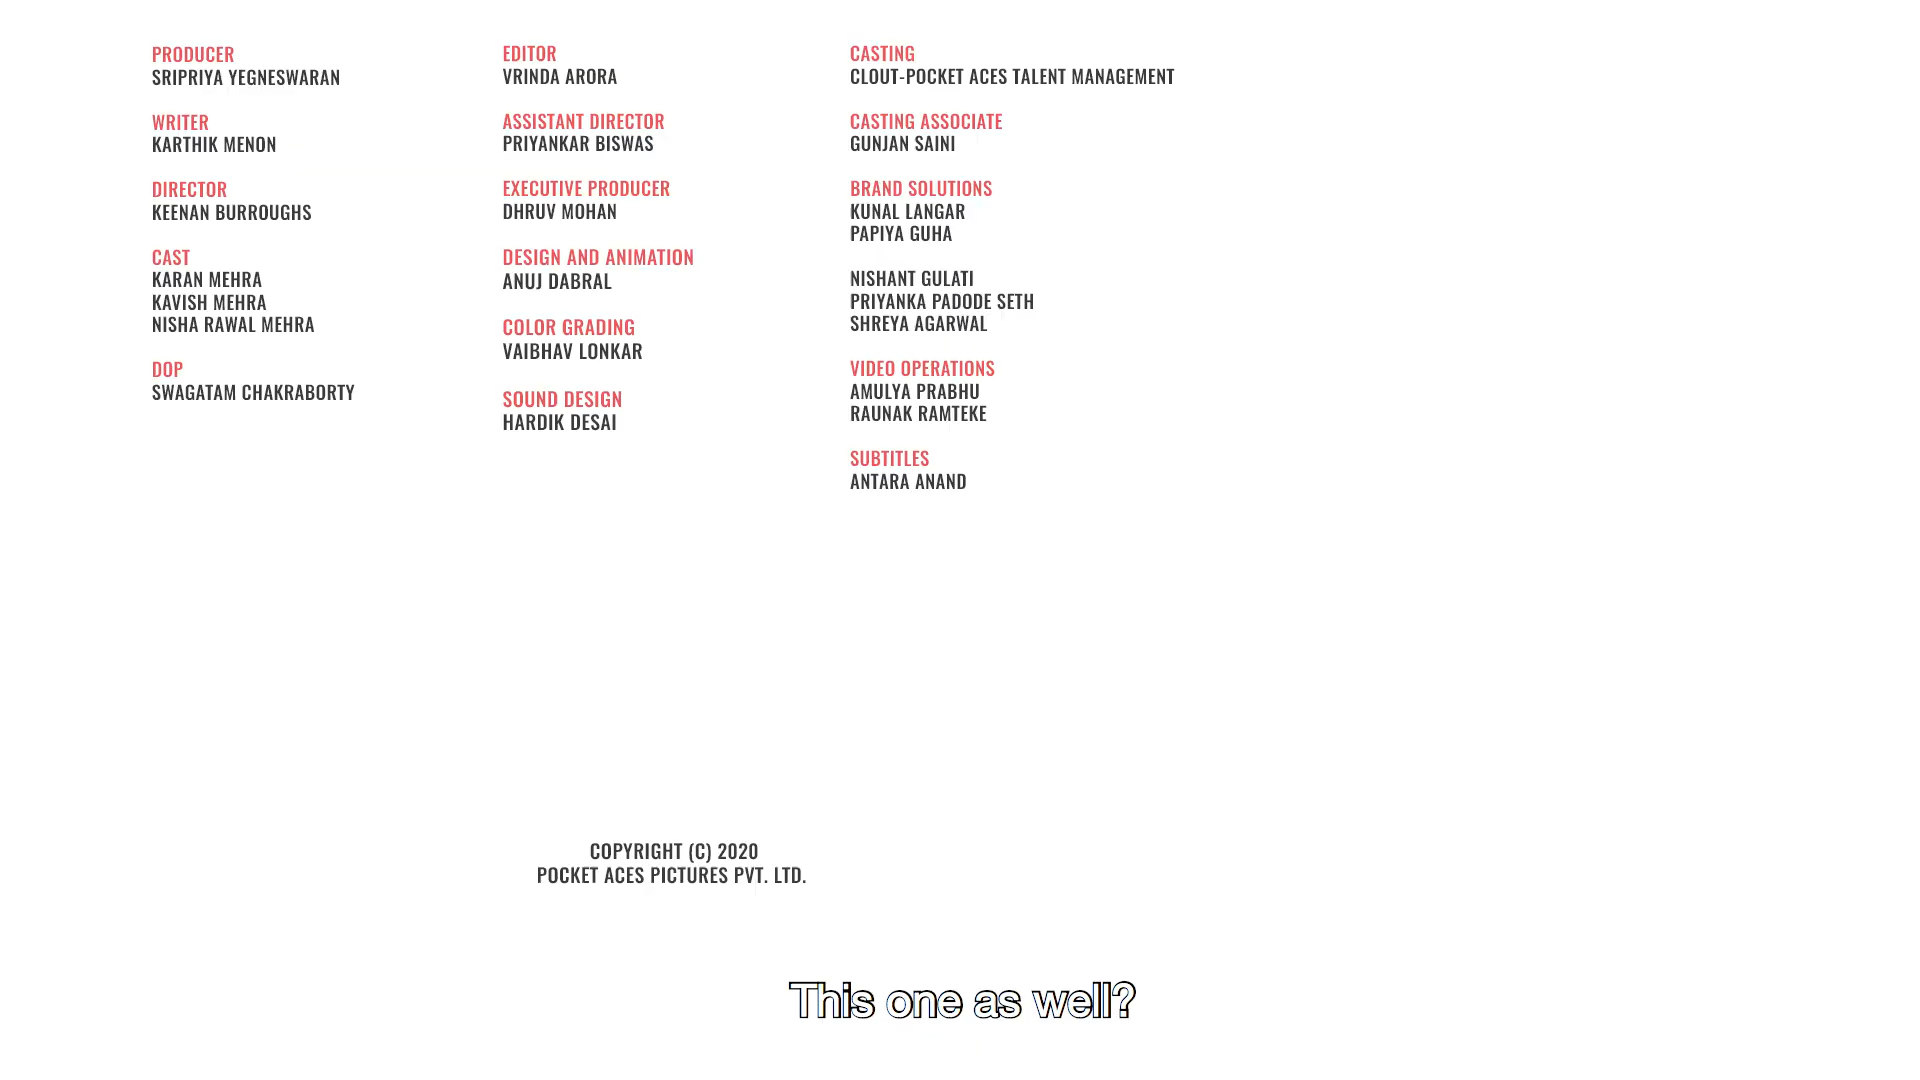 PRODUCER
SRIPRIYA YEGNESWARAN
WRITER
KARTHIK MENON
DIRECTOR
KEENAN BURROUGHS
CAST
KARAN MEHRA
KAVISH MEHRA
NISHA RAWAL MEHRA
DOP
SWAGATAM CHAKRABORTY
EDITOR
VRINDA ARORA
ASSISTANT DIRECTOR
PRIYANKAR BISWAS
EXECUTIVE PRODUCER
DHRUV MOHAN
DESIGN AND ANIMATION
ANUJ DABRAL
COLOR GRADING
VAIBHAV LONKAR
SOUND DESIGN
HARDIK DESAI
CASTING
CLOUT-POCKET ACES TALENT MANAGEMENT
CASTING ASSOCIATE
GUNJAN SAINI
BRAND SOLUTIONS
KUNAL LANGAR
PAPIYA GUHA
NISHANT GULATI
PRIYANKA PADODE SETH
SHREYA AGARWAL
VIDEO OPERATIONS
AMULYA PRABHU
RAUNAK RAMTEKE
SUBTITLES
ANTARA ANAND
COPYRIGHT (C) 2020
POCKET ACES PICTURES PVT. LTD.
This one as well?